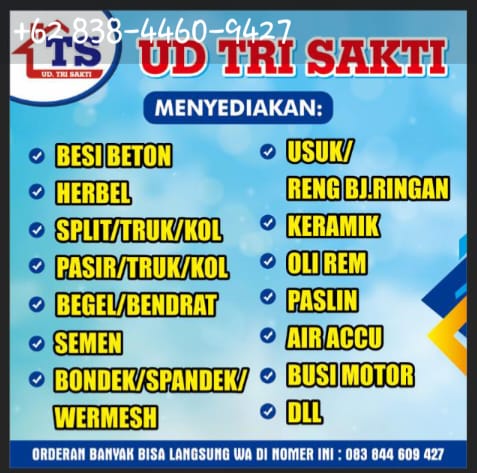 +62 838-4460-9427
TS
UD. TRI SAKTI
UD TRI SAKTI
MENYEDIAKAN:
BESI BETON
HERBEL
SPLIT/TRUK/KOL
PASIR/TRUK/KOL
BEGEL/BENDRAT
SEMEN
BONDEK/SPANDEK/
WERMESH
USUK/
RENG BJ.RINGAN
KERAMIK
OLI REM
PASLIN
AIR ACCU
BUSI MOTOR
DLL
ORDERAN BANYAK BISA LANGSUNG WA DI NOMER INI : 083 844 609 427